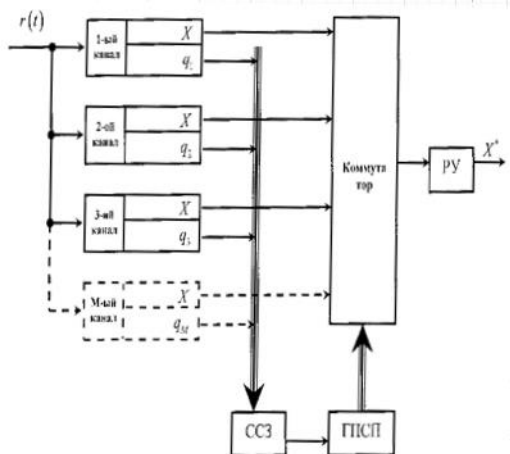 r(t)
1-ый
канал
X
q₁
2-ой
канал
X
q₂
3-ий
канал
X
q₃
М-ый
канал
X
q_M
Коммута
тор
РУ
X*
ССЗ
ГПСП